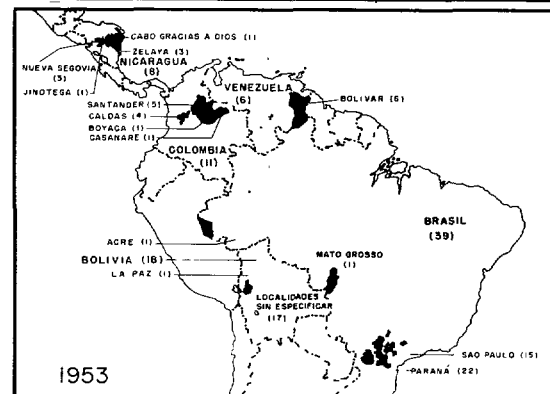 CABO GRACIAS A DIOS (1)
ZELAYA (3)
NUEVA SEGOVIA
(3)
NICARAGUA
(8)
JINOTEGA (1)
VENEZUELA
(6)
BOLIVAR (6)
SANTANDER (5)
CALDAS (4)
BOYACA (1)
CASANARE (1)
COLOMBIA
(11)
BRASIL
(39)
ACRE (1)
BOLIVIA (18)
LA PAZ (1)
MATO GROSSO
(1)
LOCALIDADES
SIN ESPECIFICAR
(17)
SAO PAULO (15)
PARANÁ (22)
1953